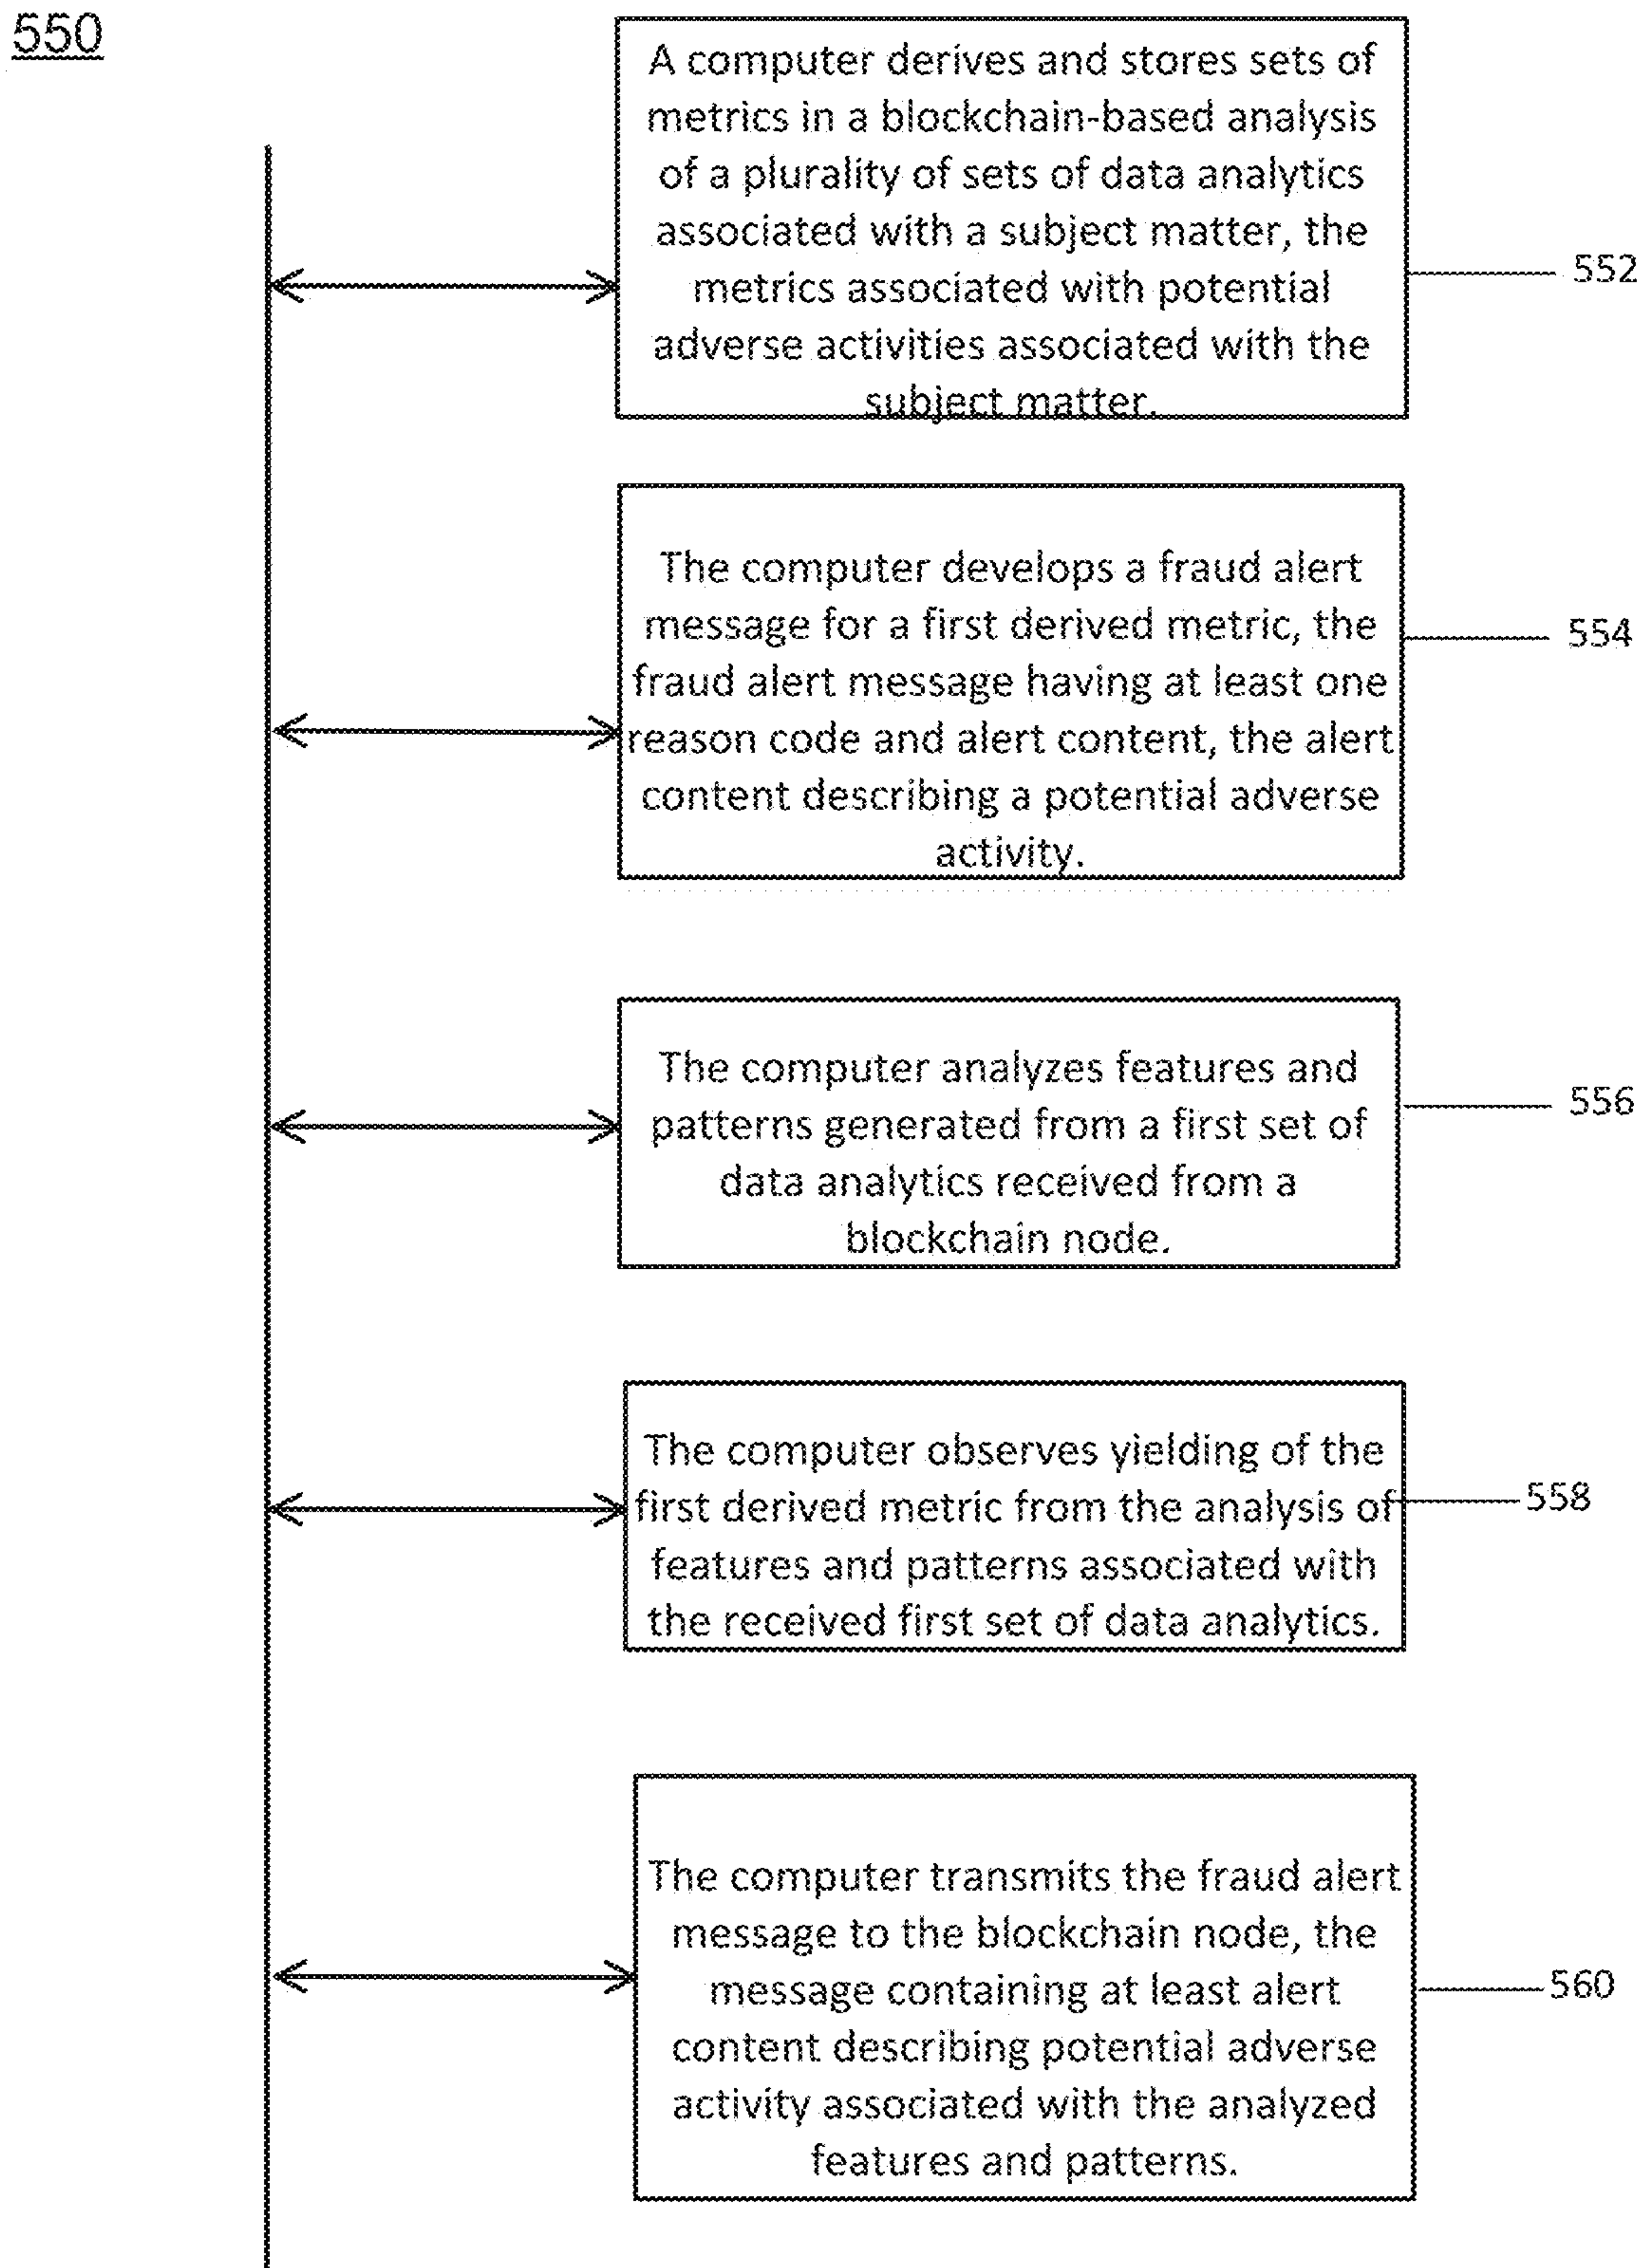 550
A computer derives and stores sets of
metrics in a blockchain-based analysis
of a plurality of sets of data analytics
associated with a subject matter, the
metrics associated with potential
adverse activities associated with the
subject matter.
552
The computer develops a fraud alert
message for a first derived metric, the
fraud alert message having at least one
reason code and alert content, the alert
content describing a potential adverse
activity.
554
The computer analyzes features and
patterns generated from a first set of
data analytics received from a
blockchain node.
556
The computer observes yielding of the
first derived metric from the analysis of
features and patterns associated with
the received first set of data analytics.
558
The computer transmits the fraud alert
message to the blockchain node, the
message containing at least alert
content describing potential adverse
activity associated with the analyzed
features and patterns.
560